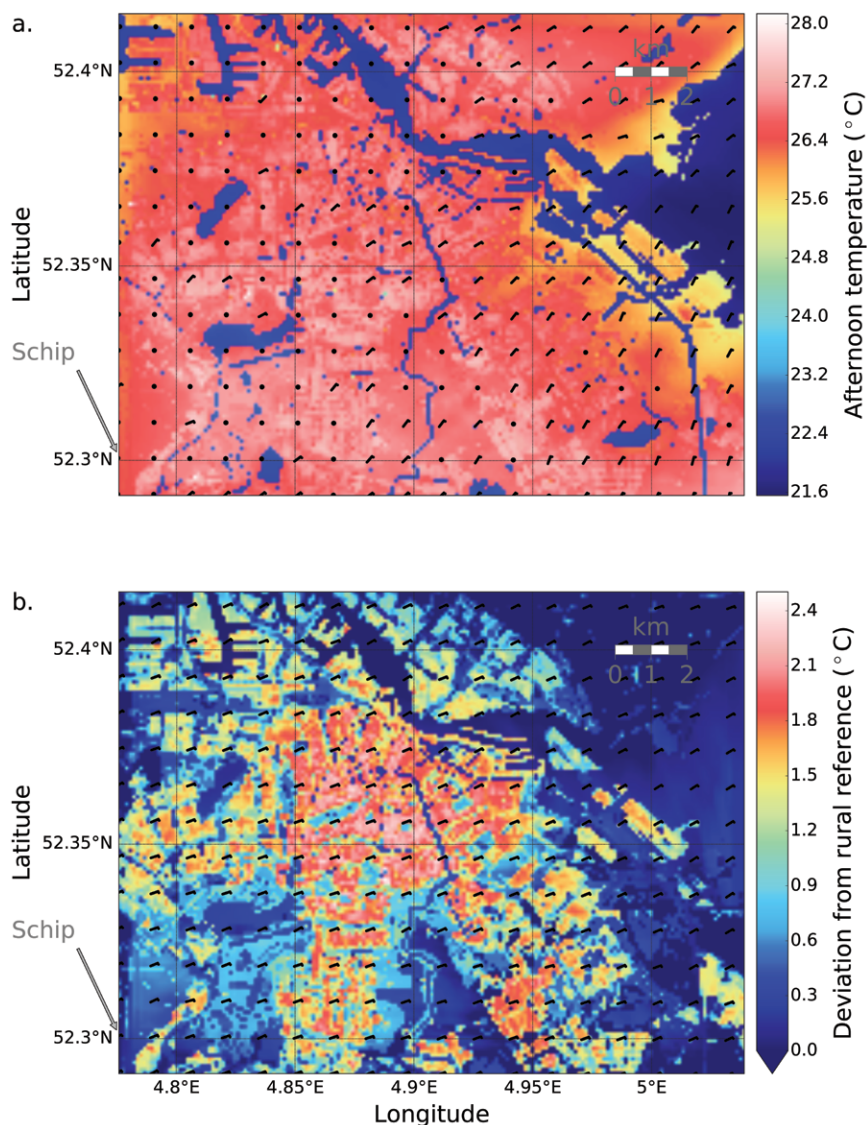 a.
km
0 1 2
52.4°N
52.35°N
52.3°N
Latitude
Schip
28.0
27.2
26.4
25.6
24.8
24.0
23.2
22.4
21.6
Afternoon temperature (°C)
b.
km
0 1 2
52.4°N
52.35°N
52.3°N
Latitude
Schip
4.8°E
4.85°E
4.9°E
4.95°E
5°E
Longitude
2.4
2.1
1.8
1.5
1.2
0.9
0.6
0.3
0.0
Deviation from rural reference (°C)